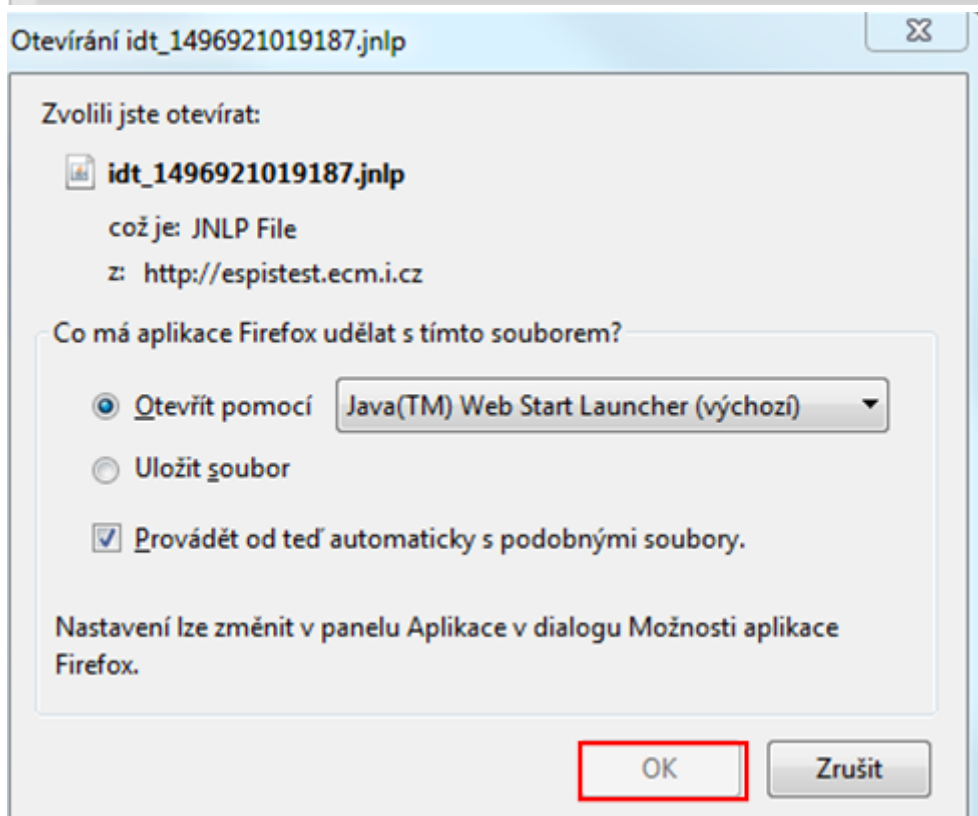 Otevírání idt_1496921019187.jnlp
Zvolili jste otevírat:
idt_1496921019187.jnlp
což je: JNLP File
z: http://espistest.ecm.i.cz
Co má aplikace Firefox udělat s tímto souborem?
Otevřít pomocí Java(TM) Web Start Launcher (výchozí)
Uložit soubor
Provádět od teď automaticky s podobnými soubory.
Nastavení lze změnit v panelu Aplikace v dialogu Možnosti aplikace
Firefox.
OK Zrušit